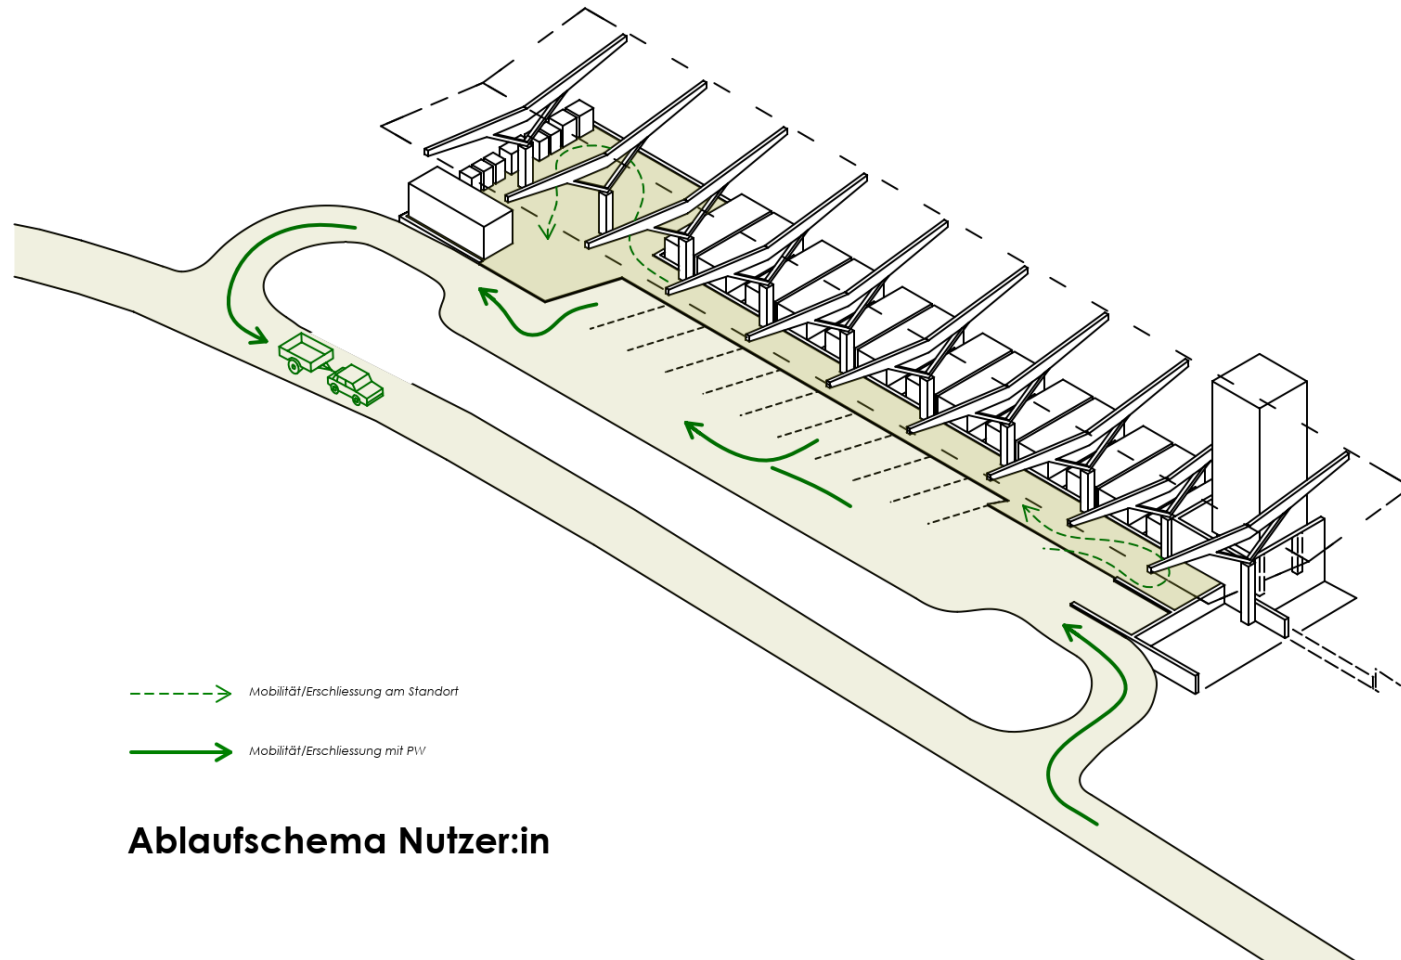 Mobilität/Erschliessung am Standort
Mobilität/Erschliessung mit PW
Ablaufschema Nutzer:in